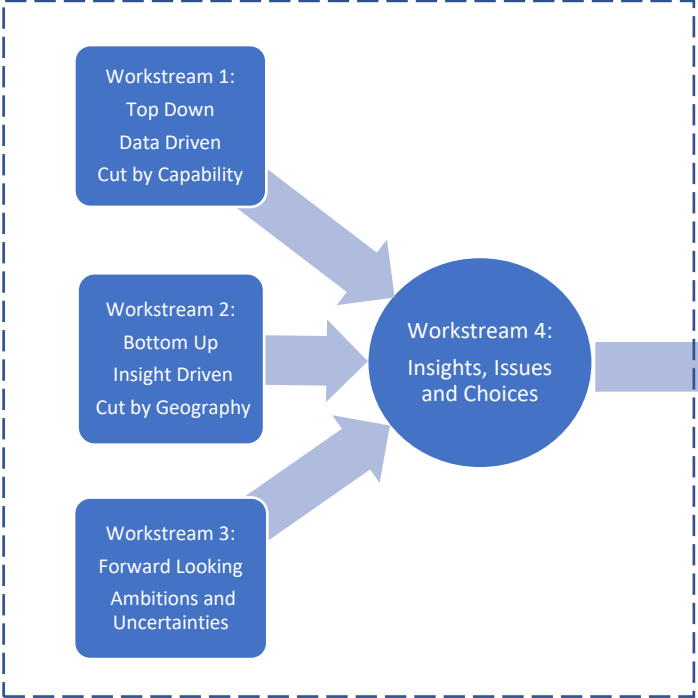 Workstream 1:
Top Down
Data Driven
Cut by Capability
Workstream 2:
Bottom Up
Insight Driven
Cut by Geography
Workstream 3:
Forward Looking
Ambitions and
Uncertainties
Workstream 4:
Insights, Issues
and Choices